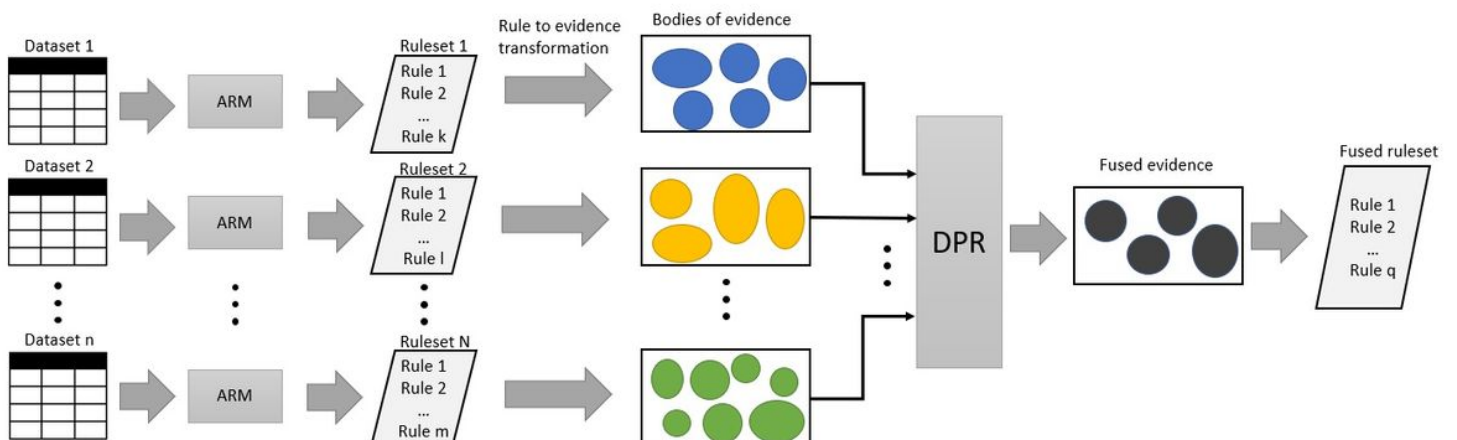 Dataset 1
ARM
Ruleset 1
Rule 1
Rule 2
...
Rule k
Rule to evidence
transformation
Bodies of evidence
Dataset 2
ARM
Ruleset 2
Rule 1
Rule 2
...
Rule l
DPR
Fused evidence
Fused ruleset
Rule 1
Rule 2
...
Rule q
Dataset n
ARM
Ruleset N
Rule 1
Rule 2
...
Rule m